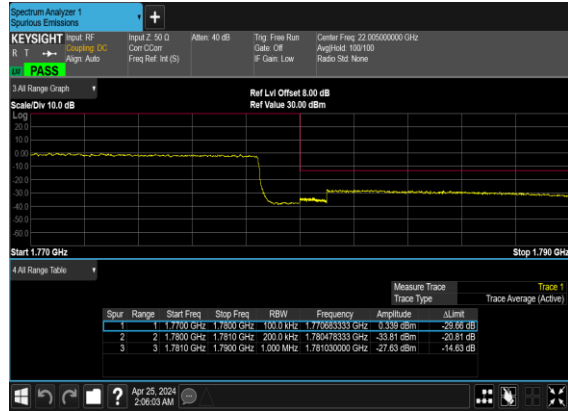 Spectrum Analyzer 1
Spurious Emissions
KEYSIGHT Input: RF Input Z: 50 Ω Atten: 40 dB Trig: Free Run Center Freq: 22.005000000 GHz
R T Coupling: DC Corr CCorr Gate: Off Avg|Hold: 100/100
Align: Auto Freq Ref: Int (S) IF Gain: Low Radio Std: None
PASS
3 All Range Graph
Ref Lvl Offset 8.00 dB
Scale/Div 10.0 dB Ref Value 30.00 dBm
Log
20.0
10.0
0.00
-10.0
-20.0
-30.0
-40.0
-50.0
-60.0
Start 1.770 GHz Stop 1.790 GHz
4 All Range Table
Measure Trace Trace 1
Trace Type Trace Average (Active)
Spur Range Start Freq Stop Freq RBW Frequency Amplitude ΔLimit
1 1 1.7700 GHz 1.7800 GHz 100.0 kHz 1.770683333 GHz 0.339 dBm -29.66 dB
2 2 1.7800 GHz 1.7810 GHz 200.0 kHz 1.780478333 GHz -33.81 dBm -20.81 dB
3 3 1.7810 GHz 1.7900 GHz 1.000 MHz 1.781030000 GHz -27.63 dBm -14.63 dB
Apr 25, 2024
2:06:03 AM